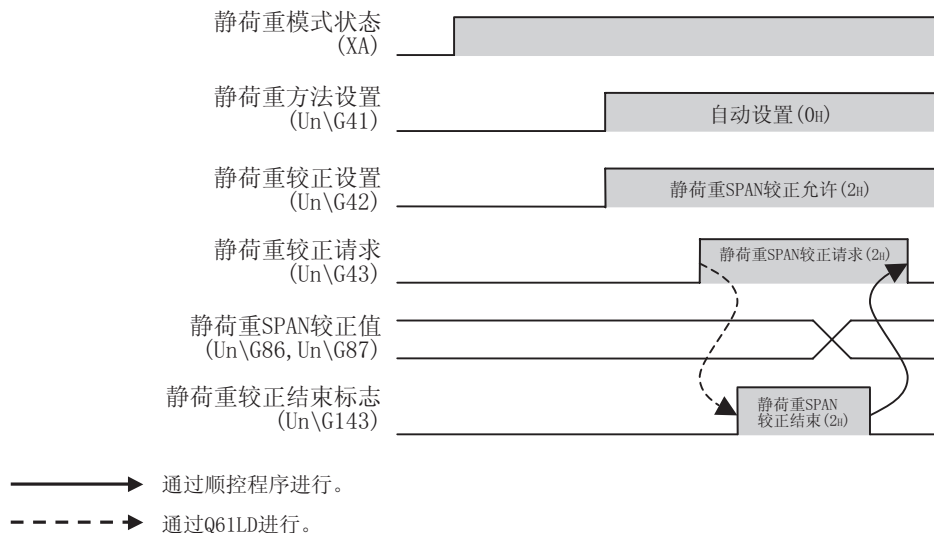 静荷重模式状态
(XA)
静荷重方法设置
(Un\G41)
自动设置(0H)
静荷重较正设置
(Un\G42)
静荷重SPAN较正允许(2H)
静荷重较正请求
(Un\G43)
静荷重SPAN较正请求(2H)
静荷重SPAN较正值
(Un\G86,Un\G87)
静荷重较正结束标志
(Un\G143)
静荷重SPAN
较正结束(2H)
通过顺控程序进行。
通过Q61LD进行。